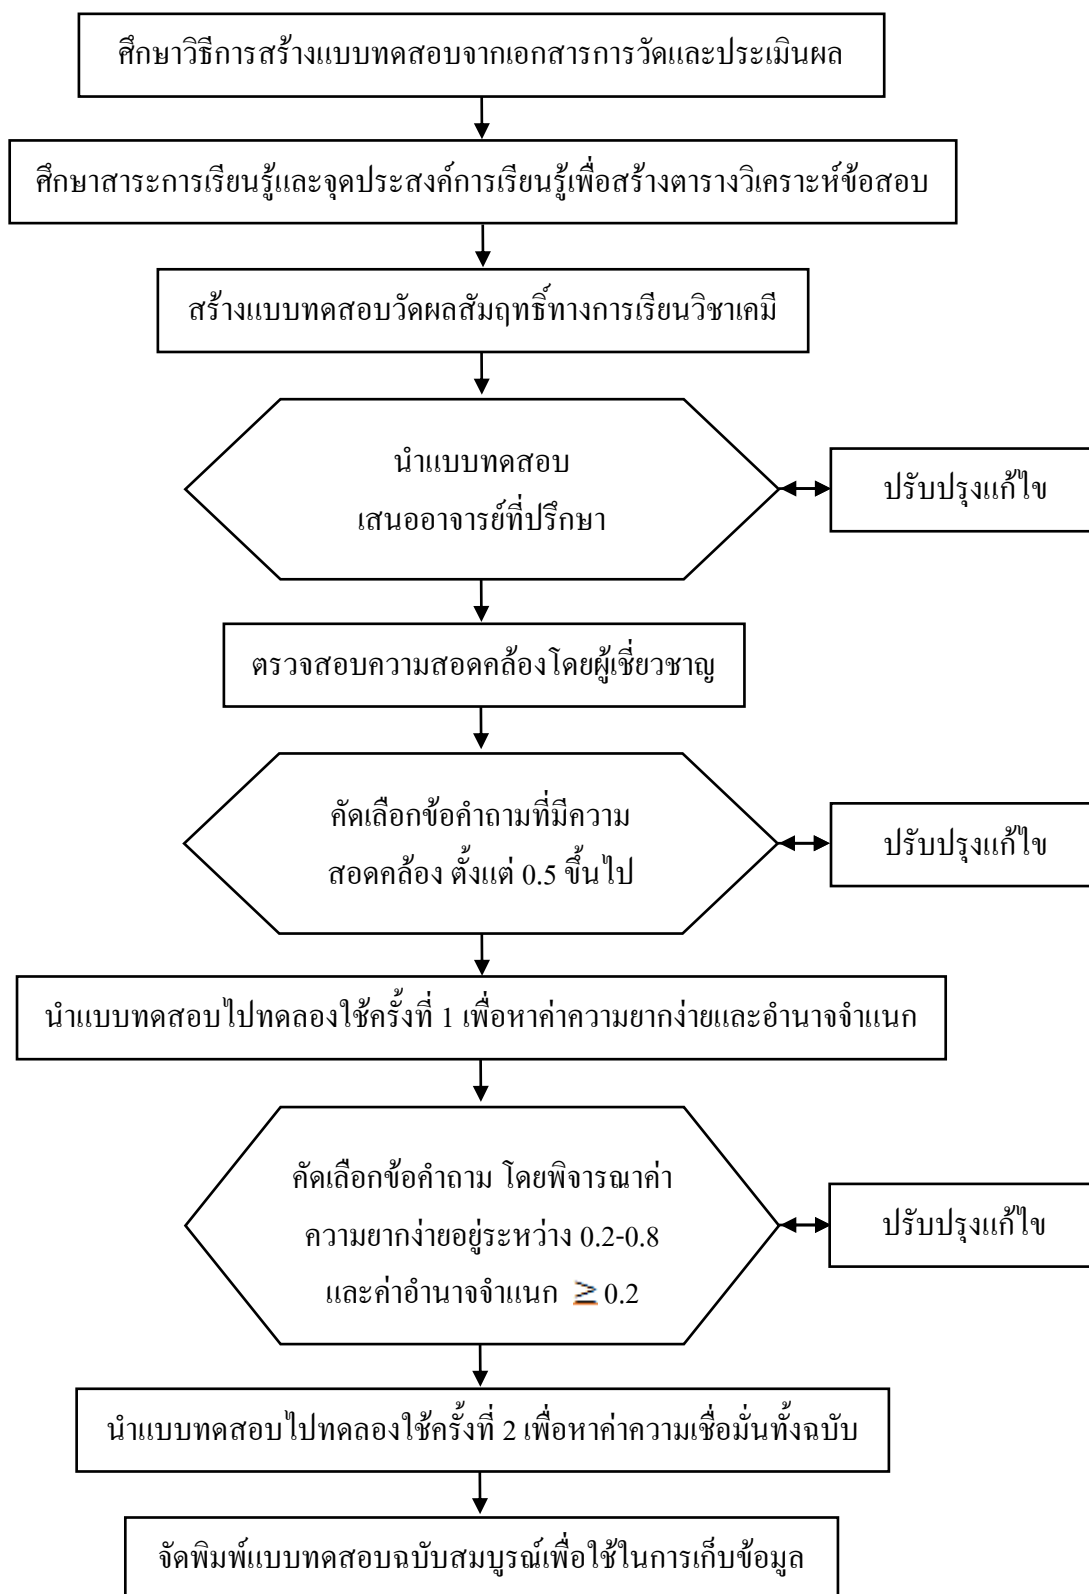 ศึกษาวิธีการสร้างแบบทดสอบจากเอกสารการวัดและประเมินผล
ศึกษาสาระการเรียนรู้และจุดประสงค์การเรียนรู้เพื่อสร้างตารางวิเคราะห์ข้อสอบ
สร้างแบบทดสอบวัดผลสัมฤทธิ์ทางการเรียนวิชาเคมี
นำแบบทดสอบ
เสนออาจารย์ที่ปรึกษา
ปรับปรุงแก้ไข
ตรวจสอบความสอดคล้องโดยผู้เชี่ยวชาญ
คัดเลือกข้อคำถามที่มีความ
สอดคล้อง ตั้งแต่ 0.5 ขึ้นไป
ปรับปรุงแก้ไข
นำแบบทดสอบไปทดลองใช้ครั้งที่ 1 เพื่อหาค่าความยากง่ายและอำนาจจำแนก
คัดเลือกข้อคำถาม โดยพิจารณาค่า
ความยากง่ายอยู่ระหว่าง 0.2-0.8
และค่าอำนาจจำแนก ≥ 0.2
ปรับปรุงแก้ไข
นำแบบทดสอบไปทดลองใช้ครั้งที่ 2 เพื่อหาค่าความเชื่อมั่นทั้งฉบับ
จัดพิมพ์แบบทดสอบฉบับสมบูรณ์เพื่อใช้ในการเก็บข้อมูล